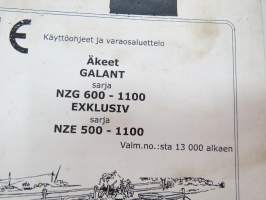 CE
Käyttöohjeet ja varaosaluettelo
Äkeet
GALANT
sarja
NZG 600 - 1100
EXKLUSIV
sarja
NZE 500 - 1100
Valm.no.:sta 13 000 alkaen